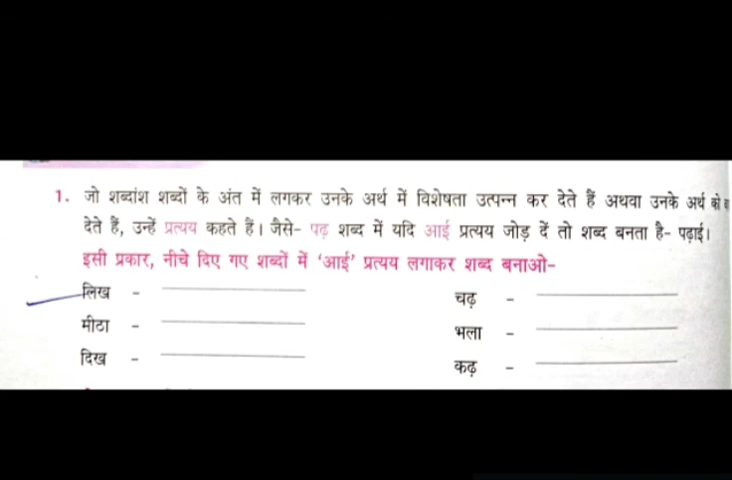 1. जो शब्दांश शब्दों के अंत में लगकर उनके अर्थ में विशेषता उत्पन्न कर देते हैं अथवा उनके अर्थ को
देते हैं, उन्हें प्रत्यय कहते हैं। जैसे- पढ़ शब्द में यदि आई प्रत्यय जोड़ दें तो शब्द बनता है- पढ़ाई।
इसी प्रकार, नीचे दिए गए शब्दों में ‘आई’ प्रत्यय लगाकर शब्द बनाओ-
लिख - चढ़ -
मीठा - भला -
दिख - कढ़ -